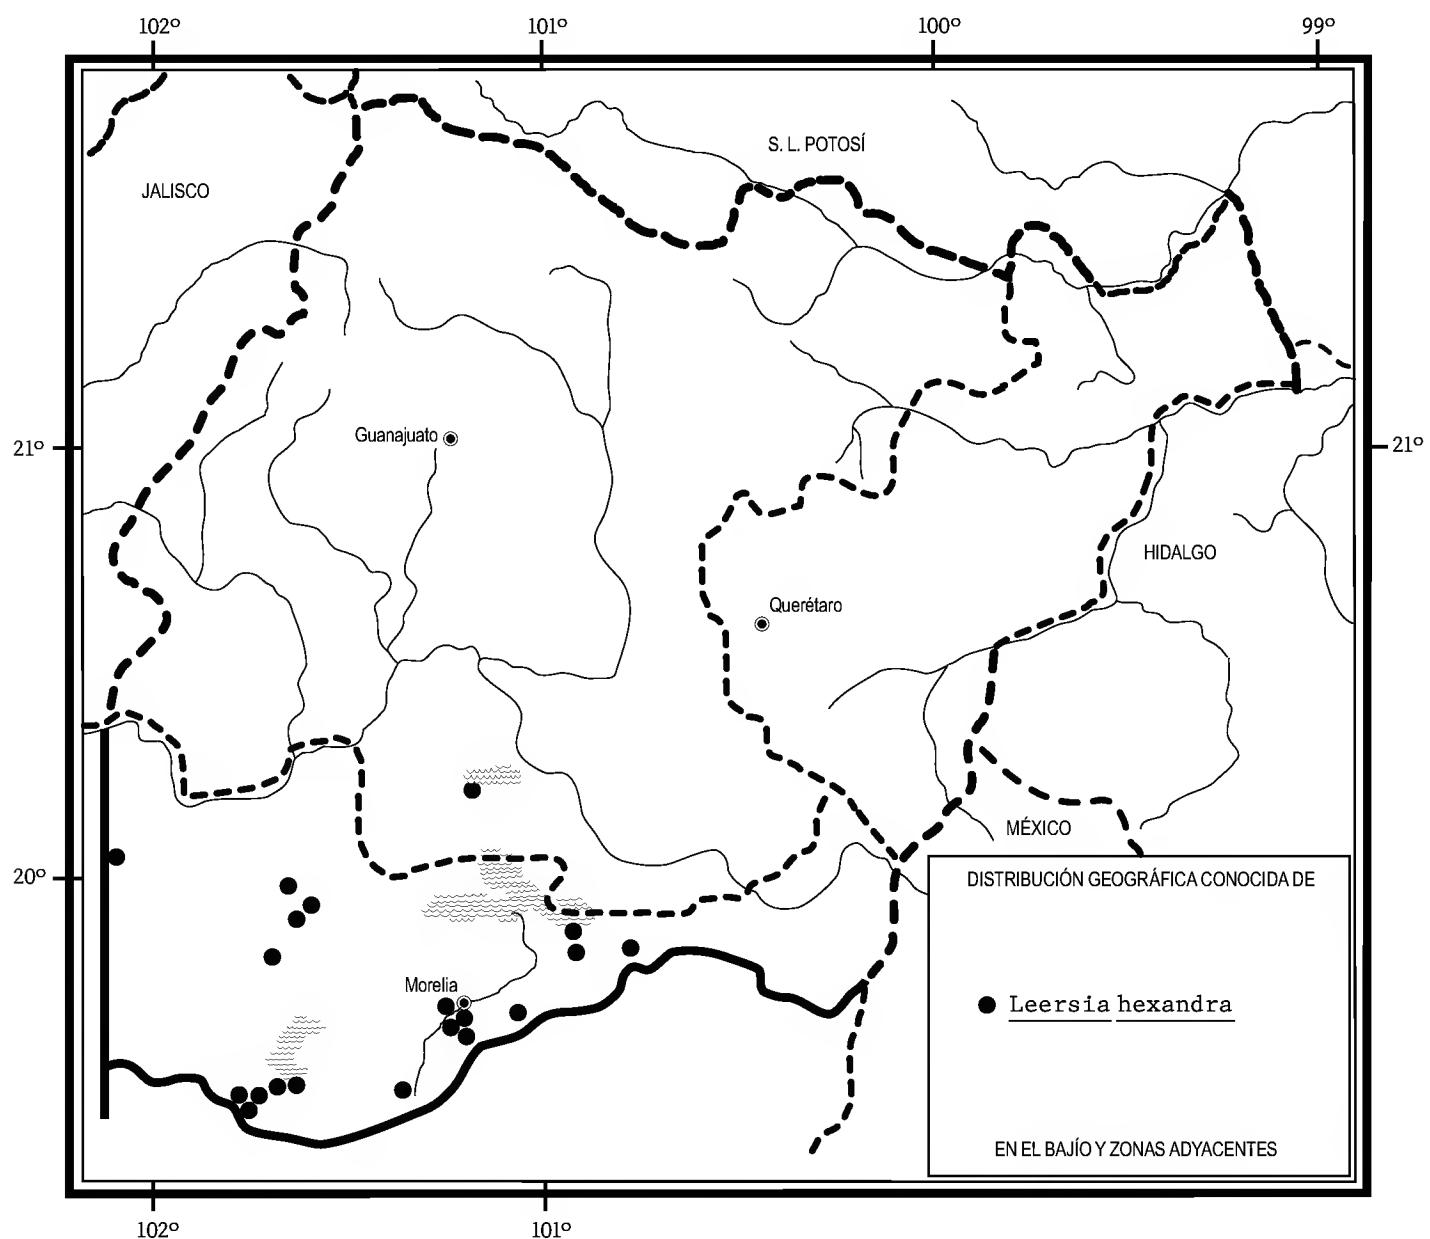 102º 101º 100º 99º
S. L. POTOSÍ
JALISCO
Guanajuato
21º 21º
HIDALGO
Querétaro
MÉXICO
20º
DISTRIBUCIÓN GEOGRÁFICA CONOCIDA DE
Morelia
Leersia hexandra
EN EL BAJÍO Y ZONAS ADYACENTES
102º 101º